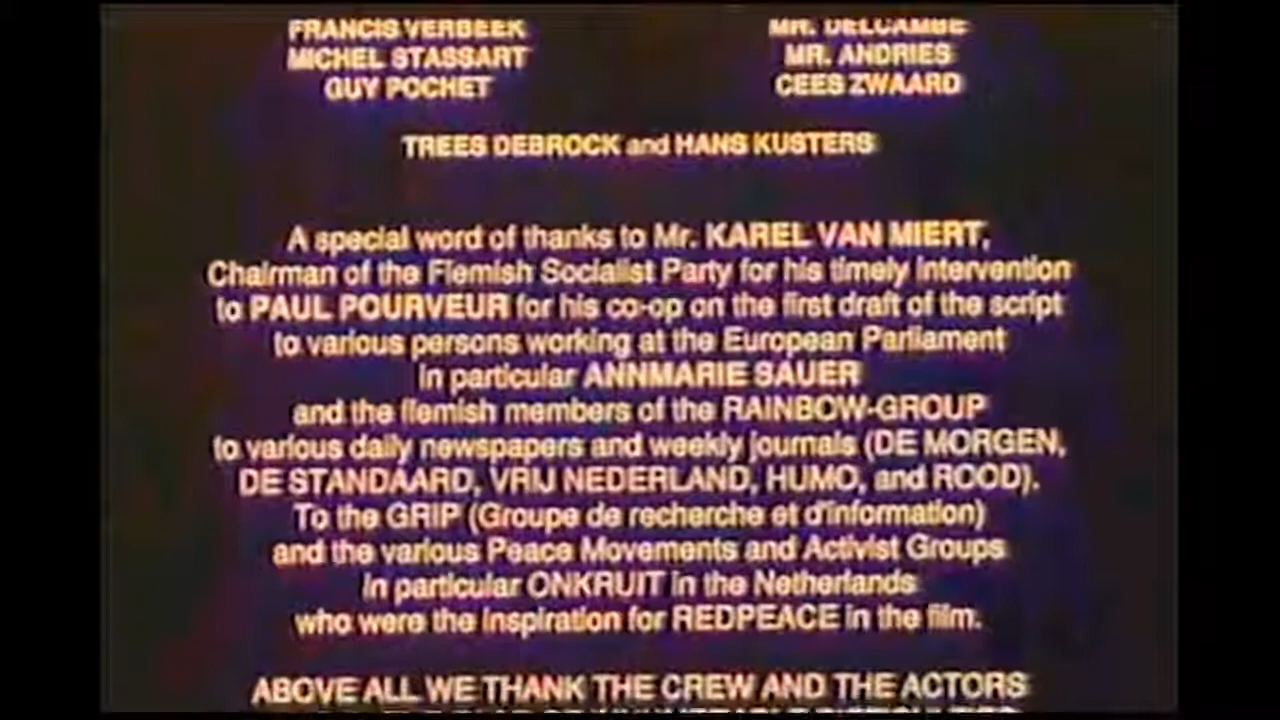 FRANCIS VERBEEK
MICHEL STASSART
GUY POCHET
MR. DELCAMBE
MR. ANDRIES
CEES ZWAARD
TREES DEBROCK and HANS KUSTERS
A special word of thanks to Mr. KAREL VAN MIERT,
Chairman of the Flemish Socialist Party for his timely intervention
to PAUL POURVEUR for his co-op on the first draft of the script
to various persons working at the European Parliament
in particular ANNMARIE SAUER
and the flemish members of the RAINBOW-GROUP
to various daily newspapers and weekly journals (DE MORGEN,
DE STANDAARD, VRIJ NEDERLAND, HUMO, and ROOD).
To the GRIP (Groupe de recherche et d'information)
and the various Peace Movements and Activist Groups
in particular ONKRUIT in the Netherlands
who were the inspiration for REDPEACE in the film.
ABOVE ALL WE THANK THE CREW AND THE ACTORS